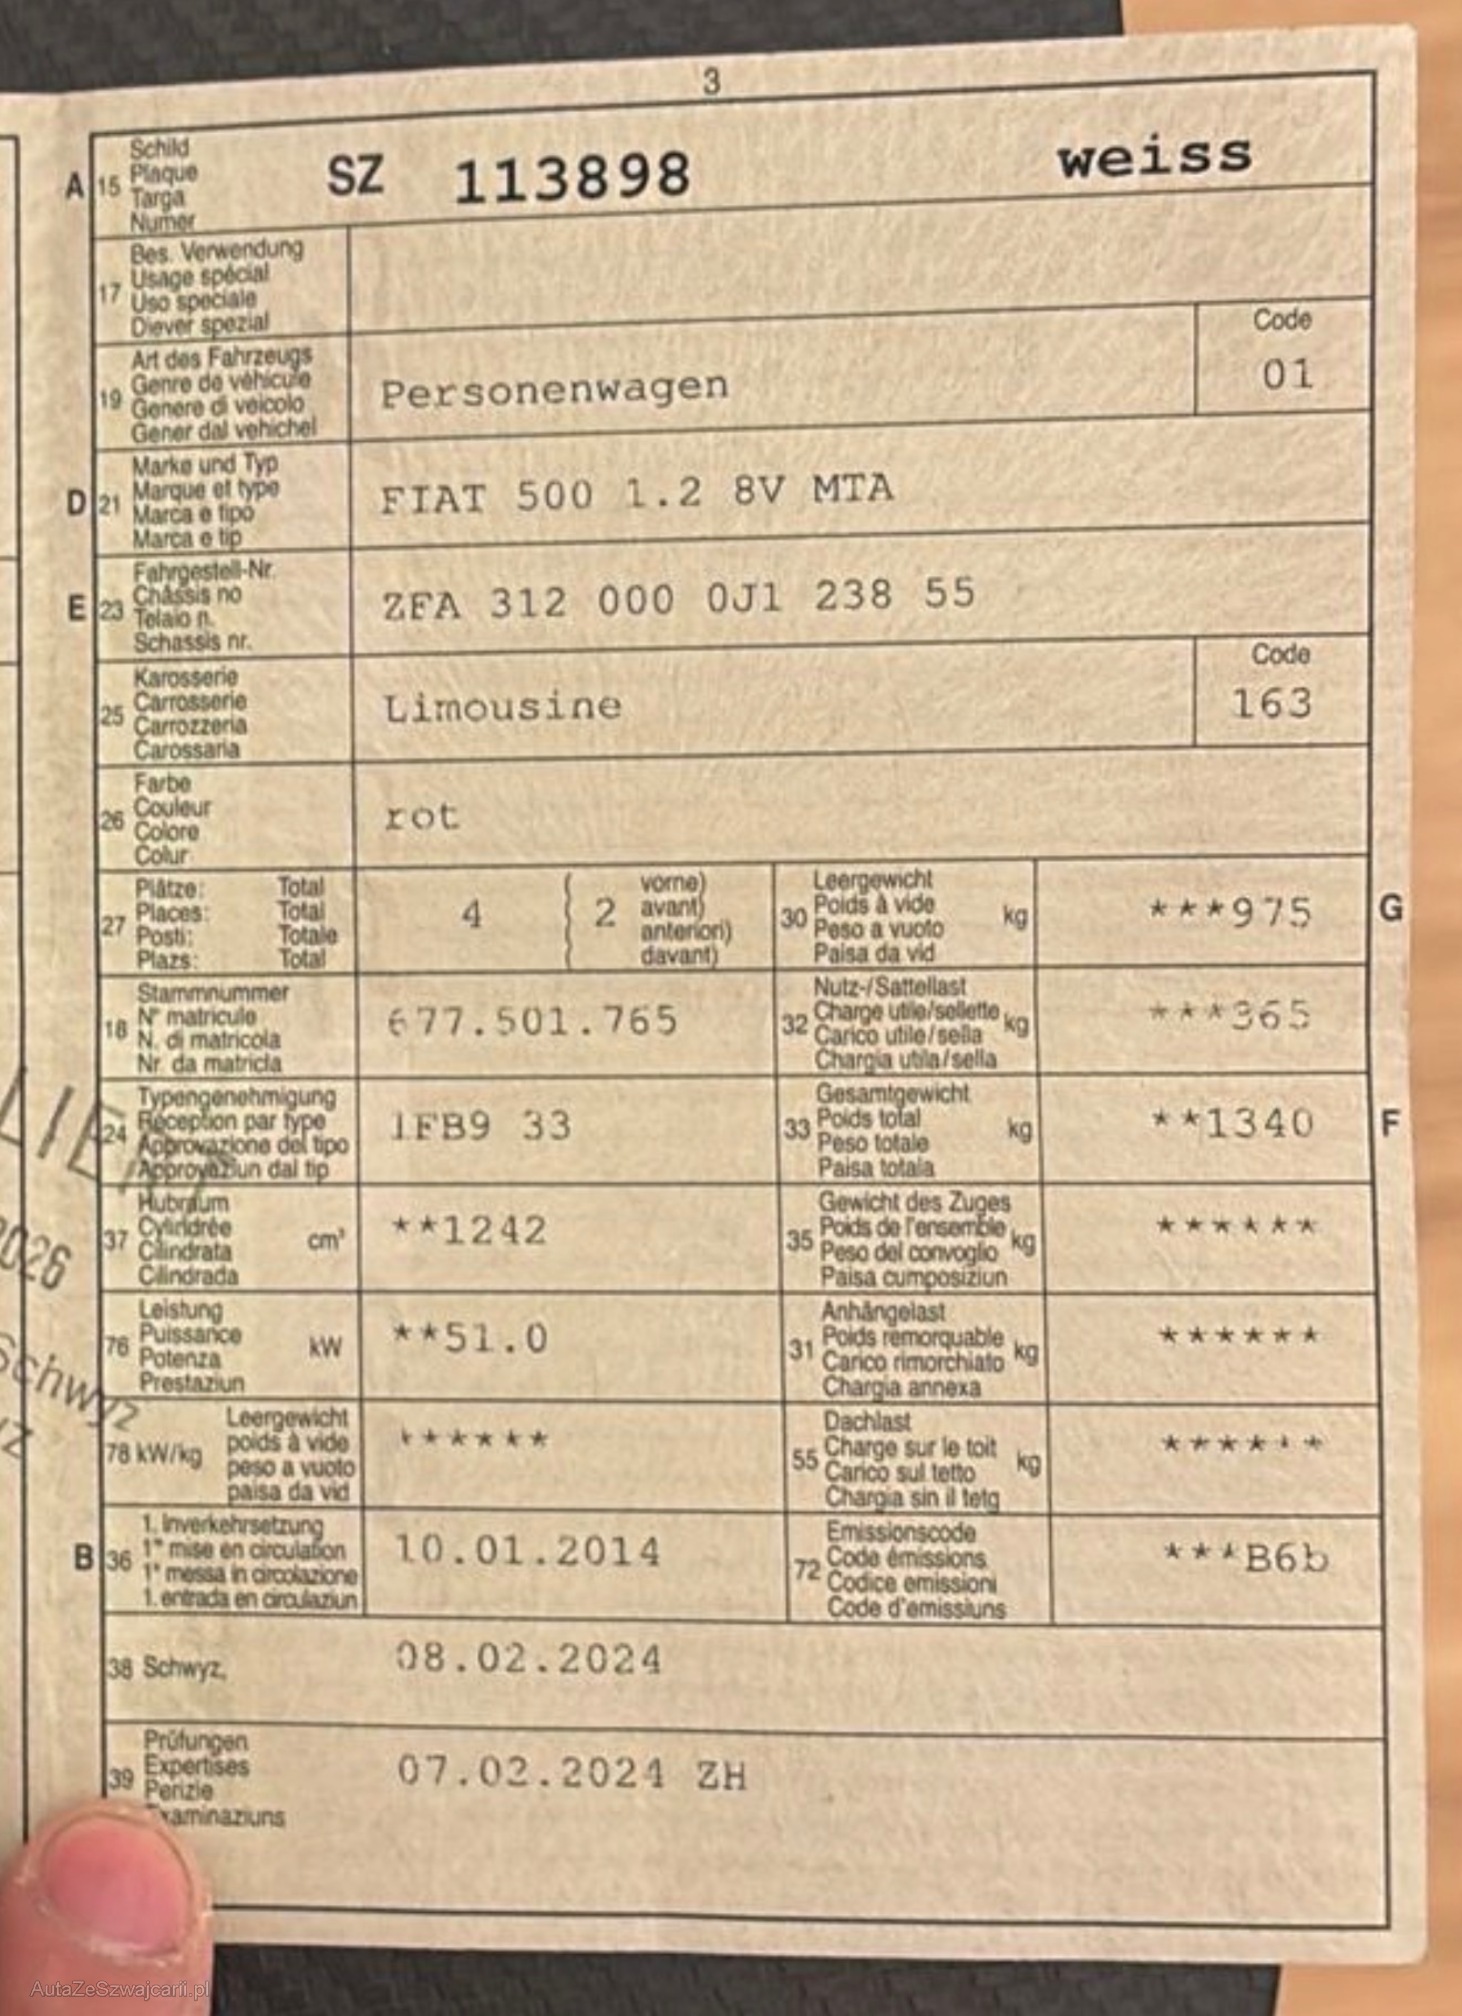 3
A 15 Schild
Plaque
Targa
Numer
SZ 113898 weiss
17 Bes. Verwendung
Usage spécial
Uso speciale
Diever spezial
19 Art des Fahrzeugs
Genre de véhicule
Genere di veicolo
Gener dal vehichel
Personenwagen
Code
01
D 21 Marke und Typ
Marque et type
Marca e tipo
Marca e tip
FIAT 500 1.2 8V MTA
E 23 Fahrgestell-Nr.
Châssis no
Telaio n.
Schassis nr.
ZFA 312 000 0J1 238 55
25 Karosserie
Carrosserie
Carrozzeria
Carossaria
Limousine
Code
163
26 Farbe
Couleur
Colore
Colur
rot
27 Plätze: Total
Places: Total
Posti: Totale
Plazs: Total
4 ( 2 vorne)
avant)
anteriori)
davant)
30 Leergewicht
Poids à vide
Peso a vuoto
Paisa da vid
kg ***975 G
18 Stammnummer
N° matricule
N. di matricola
Nr. da matricla
677.501.765
32 Nutz-/Sattellast
Charge utile/sellette
Carico utile/sella
Chargia utila/sella
kg ***365
24 Typengenehmigung
Réception par type
Approvazione del tipo
Approvaziun dal tip
1FB9 33
33 Gesamtgewicht
Poids total
Peso totale
Paisa totala
kg **1340 F
37 Hubraum
Cylindrée
Cilindrata
Cilindrada
cm³ **1242
35 Gewicht des Zuges
Poids de l'ensemble
Peso del convoglio
Paisa cumposiziun
kg ******
76 Leistung
Puissance
Potenza
Prestaziun
kW **51.0
31 Anhängelast
Poids remorquable
Carico rimorchiato
Chargia annexa
kg ******
78 kW/kg Leergewicht
poids à vide
peso a vuoto
paisa da vid
******
55 Dachlast
Charge sur le toit
Carico sul tetto
Chargia sin il tetg
kg ******
B 36 1. Inverkehrsetzung
1re mise en circulation
1a messa in circolazione
1. entrada en circulaziun
10.01.2014
72 Emissionscode
Code émissions
Codice emissioni
Code d'emissiuns
***B6b
38 Schwyz,
08.02.2024
39 Prüfungen
Expertises
Perizie
Examinaziuns
07.02.2024 ZH
2026
Schwyz
AutaZeSzwajcarii.pl